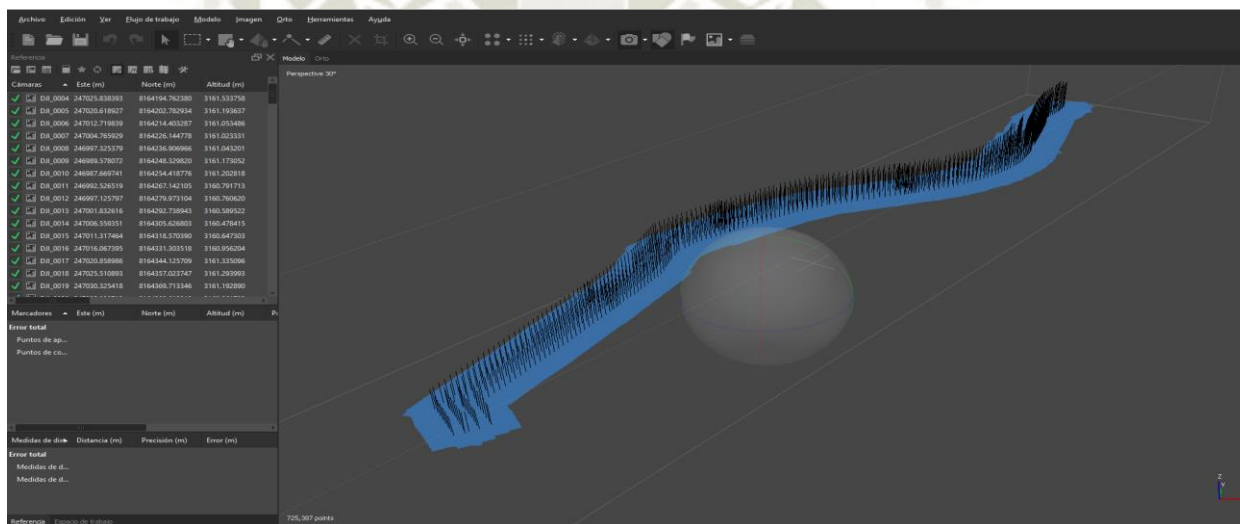 Archivo Edición Ver Flujo de trabajo Modelo Imagen Orto Herramientas Ayuda
Referencia
Modelo Orto
Perspective 30°
Cámaras Este (m) Norte (m) Altitud (m)
DJI_0004 247025.838393 8164194.762380 3161.533758
DJI_0005 247020.618927 8164202.782934 3161.193637
DJI_0006 247012.719839 8164214.403287 3161.053486
DJI_0007 247004.765929 8164226.144778 3161.023331
DJI_0008 246997.325379 8164236.906966 3161.043201
DJI_0009 246989.578072 8164248.329820 3161.173052
DJI_0010 246987.669741 8164254.418776 3161.202818
DJI_0011 246992.526519 8164267.142105 3160.791713
DJI_0012 246997.125797 8164279.973104 3160.760620
DJI_0013 247001.832616 8164292.738943 3160.589522
DJI_0014 247006.559351 8164305.626803 3160.478415
DJI_0015 247011.317464 8164318.570390 3160.647303
DJI_0016 247016.067395 8164331.303518 3160.956204
DJI_0017 247020.858986 8164344.125709 3161.335096
DJI_0018 247025.510893 8164357.023747 3161.293993
DJI_0019 247030.325418 8164369.713346 3161.192890
Marcadores Este (m) Norte (m) Altitud (m)
Error total
Puntos de ap...
Puntos de co...
Medidas de dis Distancia (m) Precisión (m) Error (m)
Error total
Medidas de d...
Medidas de d...
Referencia Espacio de trabajo
725,307 points
Z
Y